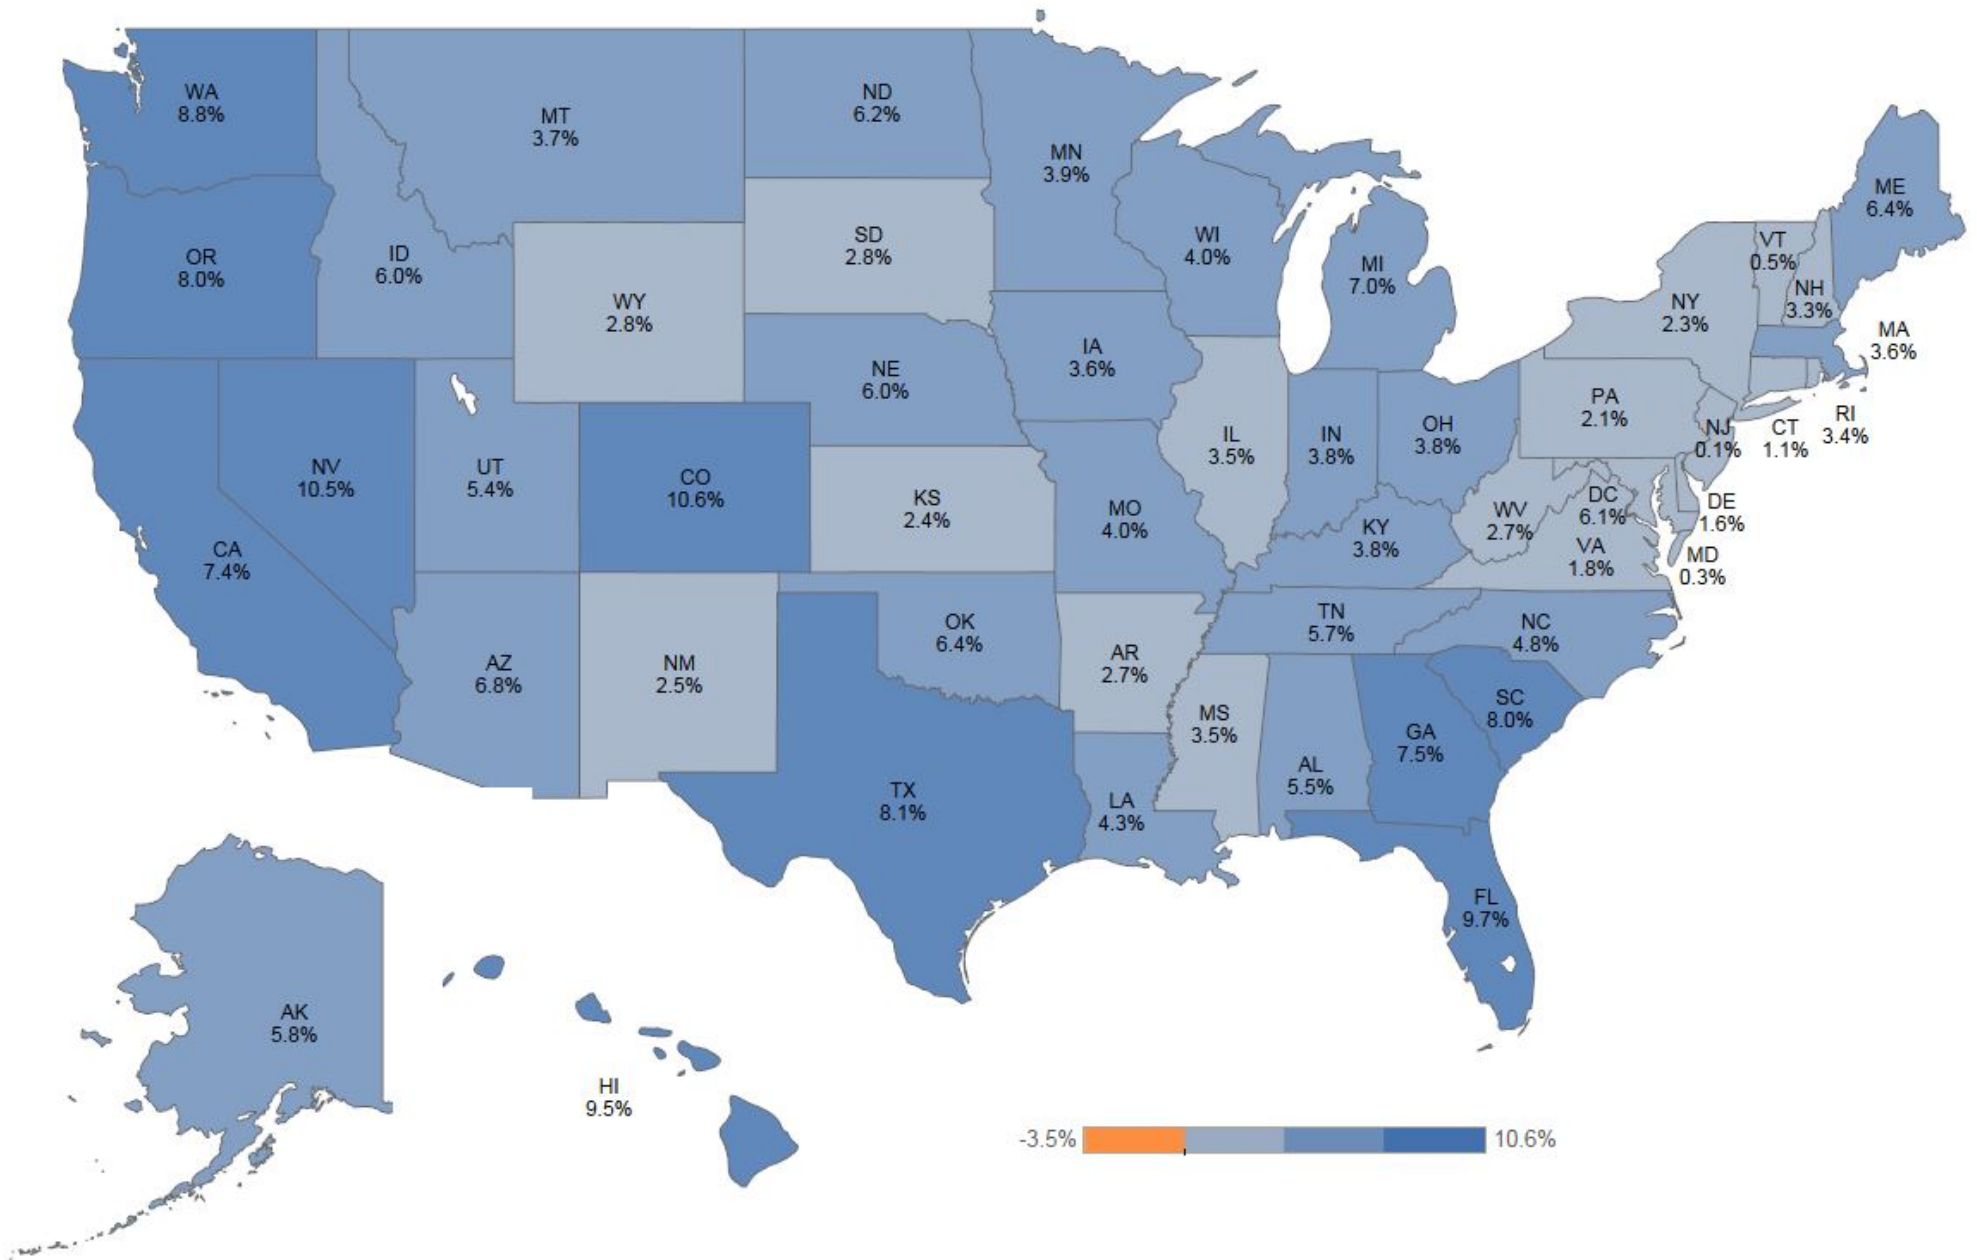 WA
8.8%
MT
3.7%
ND
6.2%
MN
3.9%
ME
6.4%
OR
8.0%
ID
6.0%
SD
2.8%
WI
4.0%
MI
7.0%
VT
0.5%
NH
3.3%
WY
2.8%
NY
2.3%
MA
3.6%
IA
3.6%
NE
6.0%
PA
2.1%
RI
3.4%
CT
1.1%
NJ
0.1%
NV
10.5%
UT
5.4%
CO
10.6%
IL
3.5%
IN
3.8%
OH
3.8%
KS
2.4%
MO
4.0%
WV
2.7%
DC
6.1%
DE
1.6%
CA
7.4%
KY
3.8%
VA
1.8%
MD
0.3%
TN
5.7%
NC
4.8%
OK
6.4%
AR
2.7%
AZ
6.8%
NM
2.5%
SC
8.0%
MS
3.5%
GA
7.5%
AL
5.5%
TX
8.1%
LA
4.3%
FL
9.7%
AK
5.8%
HI
9.5%
-3.5%
10.6%